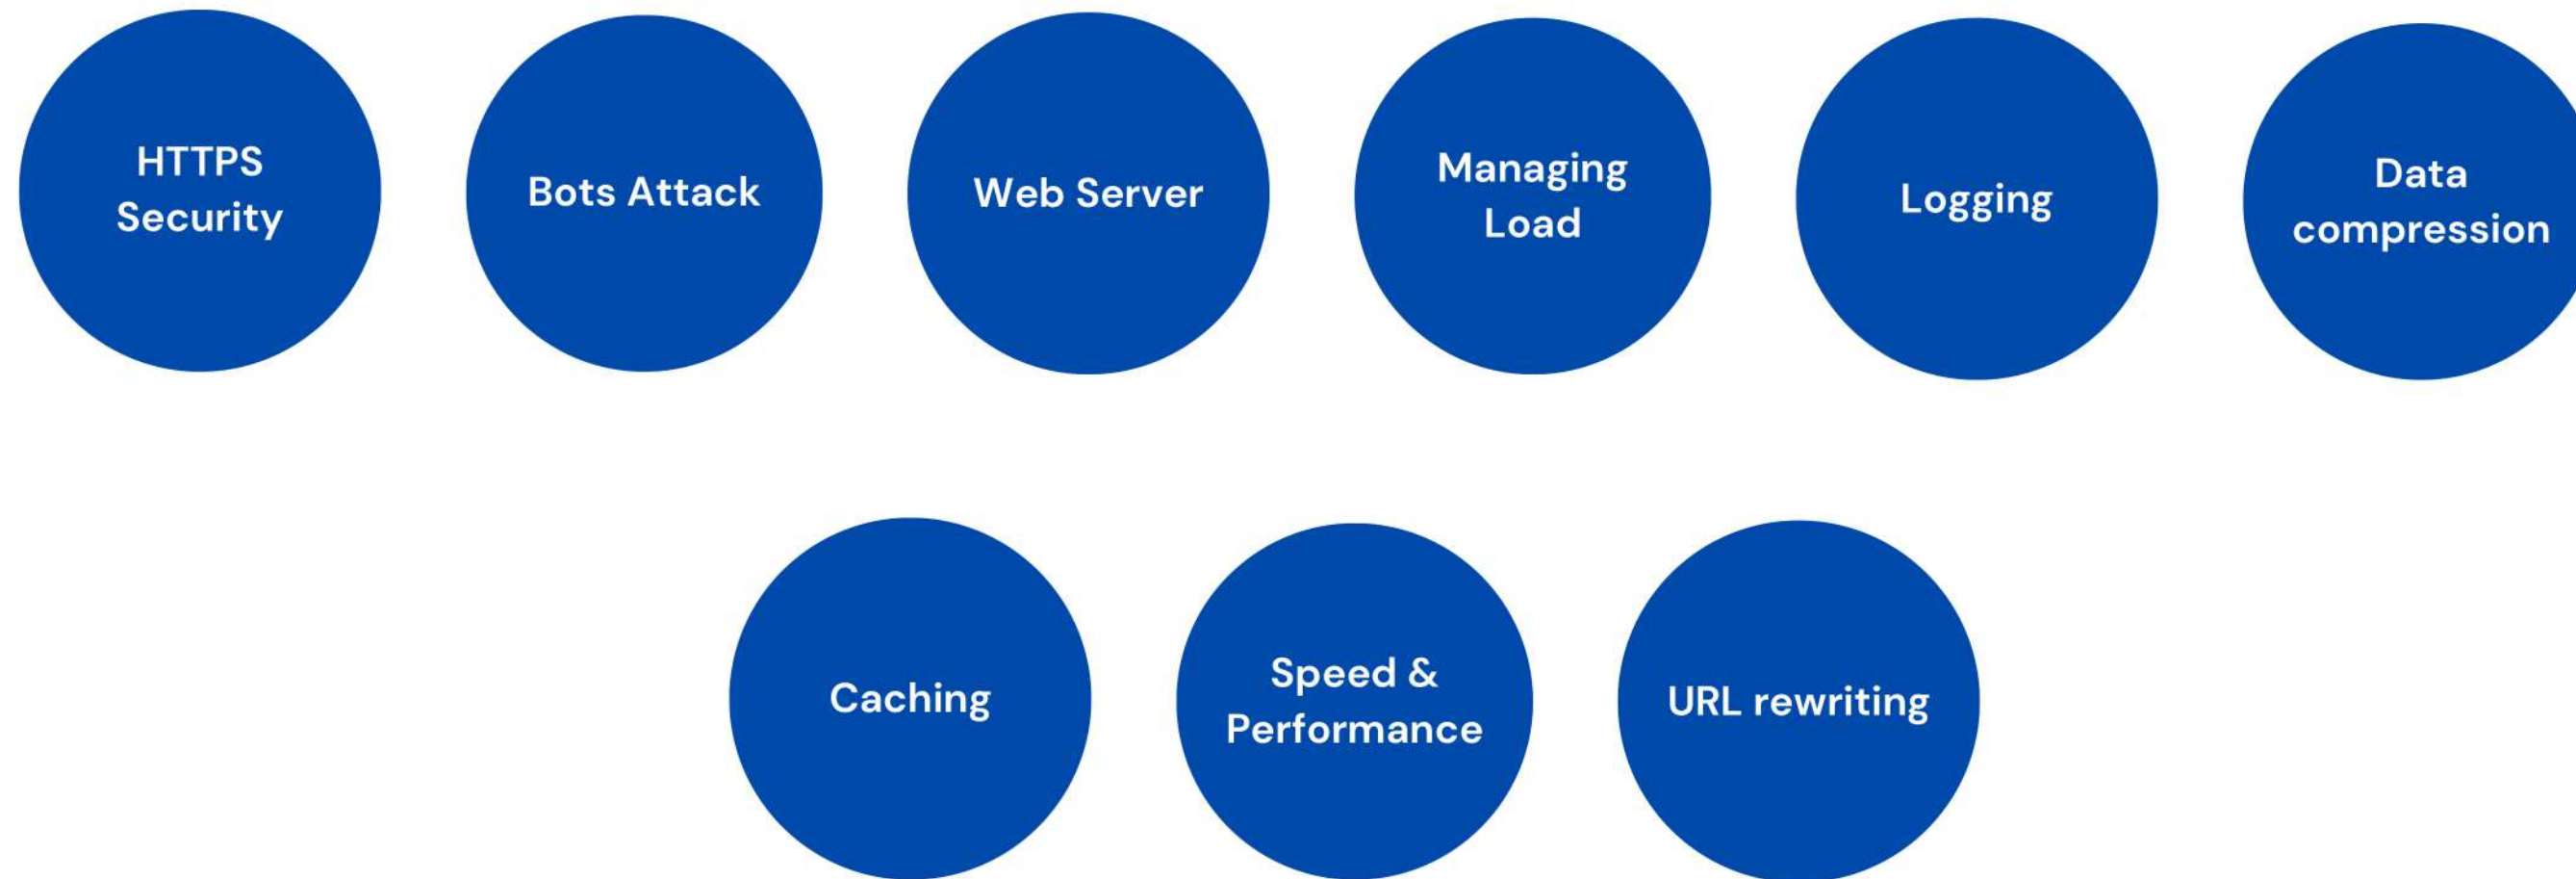 HTTPS
Security
Bots Attack
Web Server
Managing
Load
Logging
Data
compression
Caching
Speed &
Performance
URL rewriting